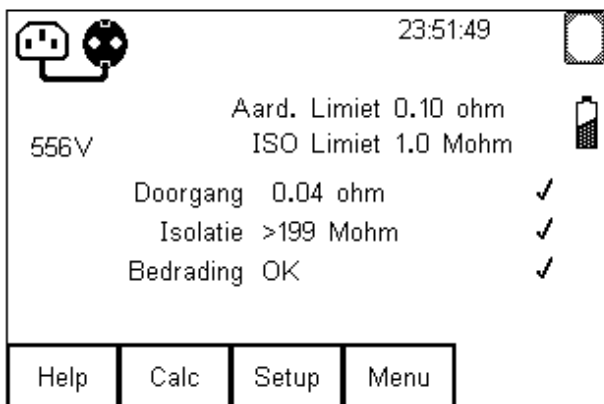 23:51:49
Aard. Limiet 0.10 ohm
556V
ISO Limiet 1.0 Mohm
Doorgang 0.04 ohm
Isolatie >199 Mohm
Bedrading OK
Help Calc Setup Menu